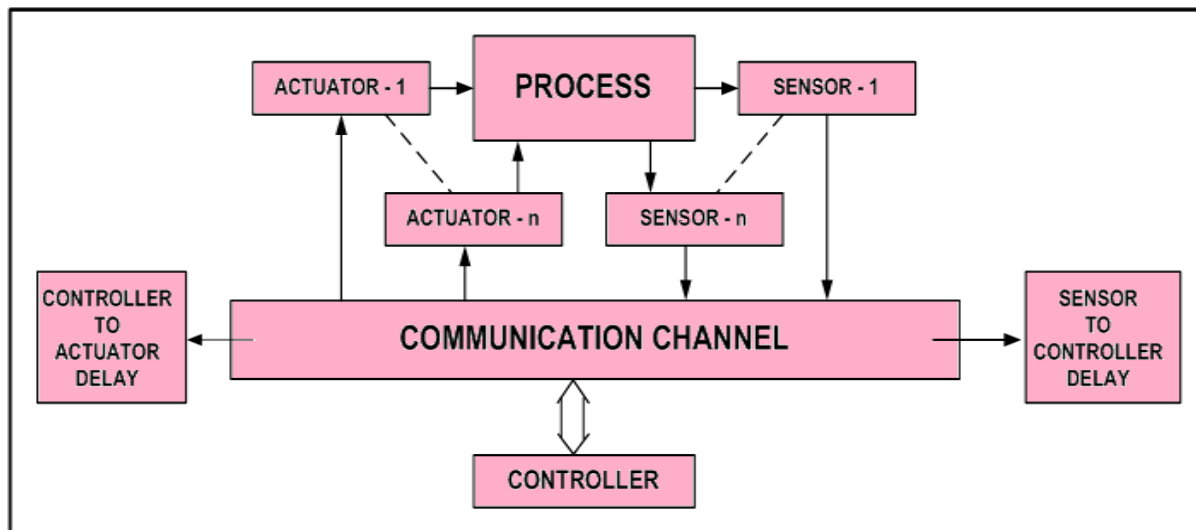 PROCESS
ACTUATOR - 1
SENSOR - 1
ACTUATOR - n
SENSOR - n
CONTROLLER
TO
ACTUATOR
DELAY
COMMUNICATION CHANNEL
SENSOR
TO
CONTROLLER
DELAY
CONTROLLER